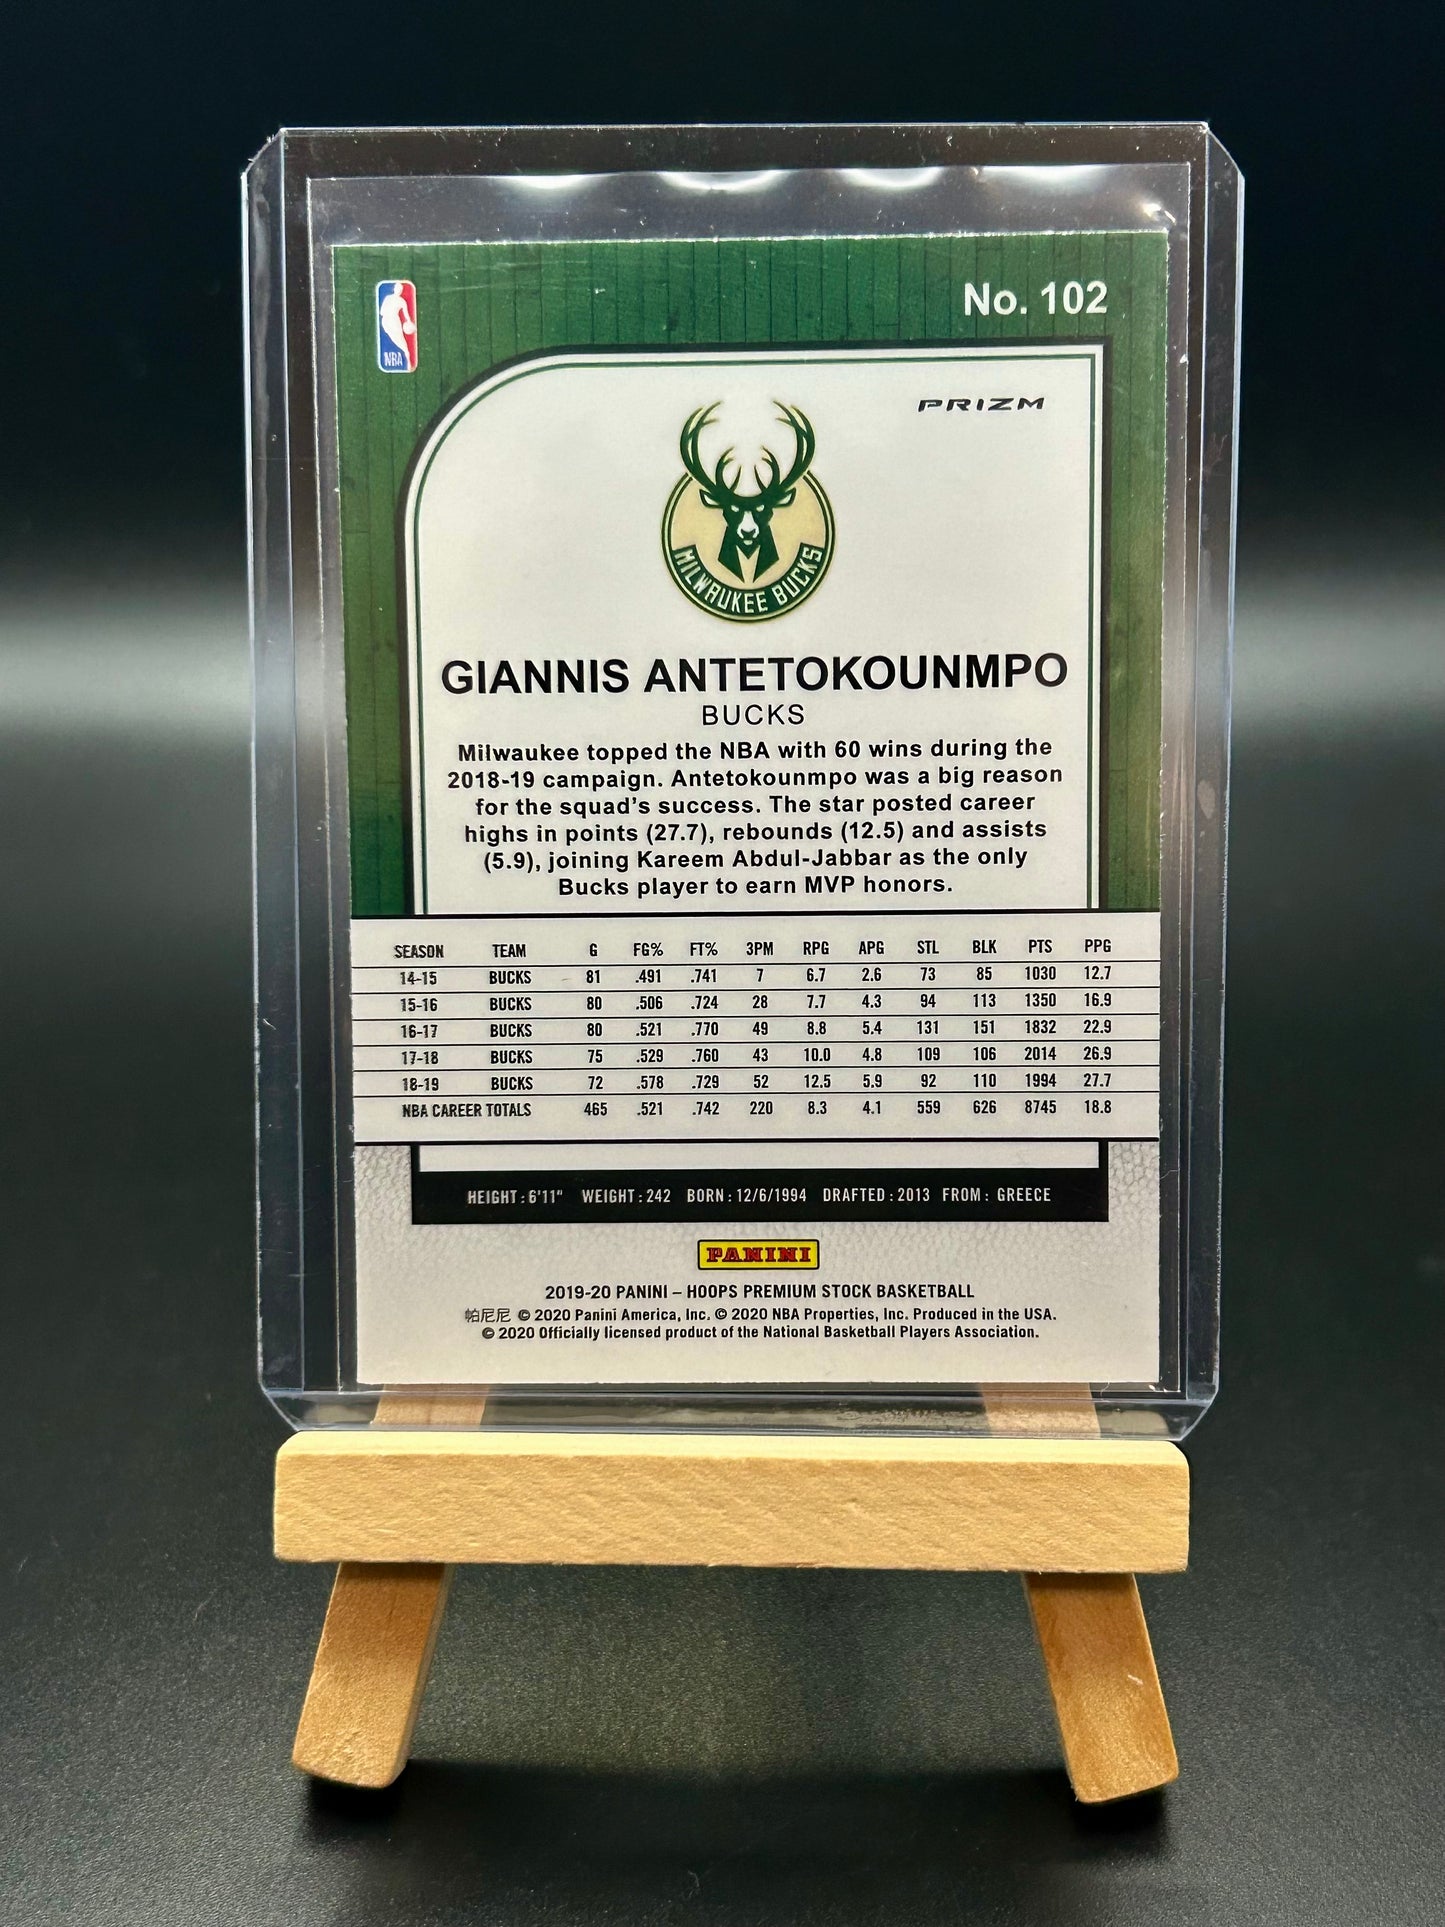 NBA
No. 102
PRIZM
MILWAUKEE BUCKS
GIANNIS ANTETOKOUNMPO
BUCKS
Milwaukee topped the NBA with 60 wins during the
2018-19 campaign. Antetokounmpo was a big reason
for the squad's success. The star posted career
highs in points (27.7), rebounds (12.5) and assists
(5.9), joining Kareem Abdul-Jabbar as the only
Bucks player to earn MVP honors.
SEASON TEAM G FG% FT% 3PM RPG APG STL BLK PTS PPG
14-15 BUCKS 81 .491 .741 7 6.7 2.6 73 85 1030 12.7
15-16 BUCKS 80 .506 .724 28 7.7 4.3 94 113 1350 16.9
16-17 BUCKS 80 .521 .770 49 8.8 5.4 131 151 1832 22.9
17-18 BUCKS 75 .529 .760 43 10.0 4.8 109 106 2014 26.9
18-19 BUCKS 72 .578 .729 52 12.5 5.9 92 110 1994 27.7
NBA CAREER TOTALS 465 .521 .742 220 8.3 4.1 559 626 8745 18.8
HEIGHT: 6'11" WEIGHT: 242 BORN: 12/6/1994 DRAFTED: 2013 FROM: GREECE
PANINI
2019-20 PANINI – HOOPS PREMIUM STOCK BASKETBALL
帕尼尼 © 2020 Panini America, Inc. © 2020 NBA Properties, Inc. Produced in the USA.
© 2020 Officially licensed product of the National Basketball Players Association.